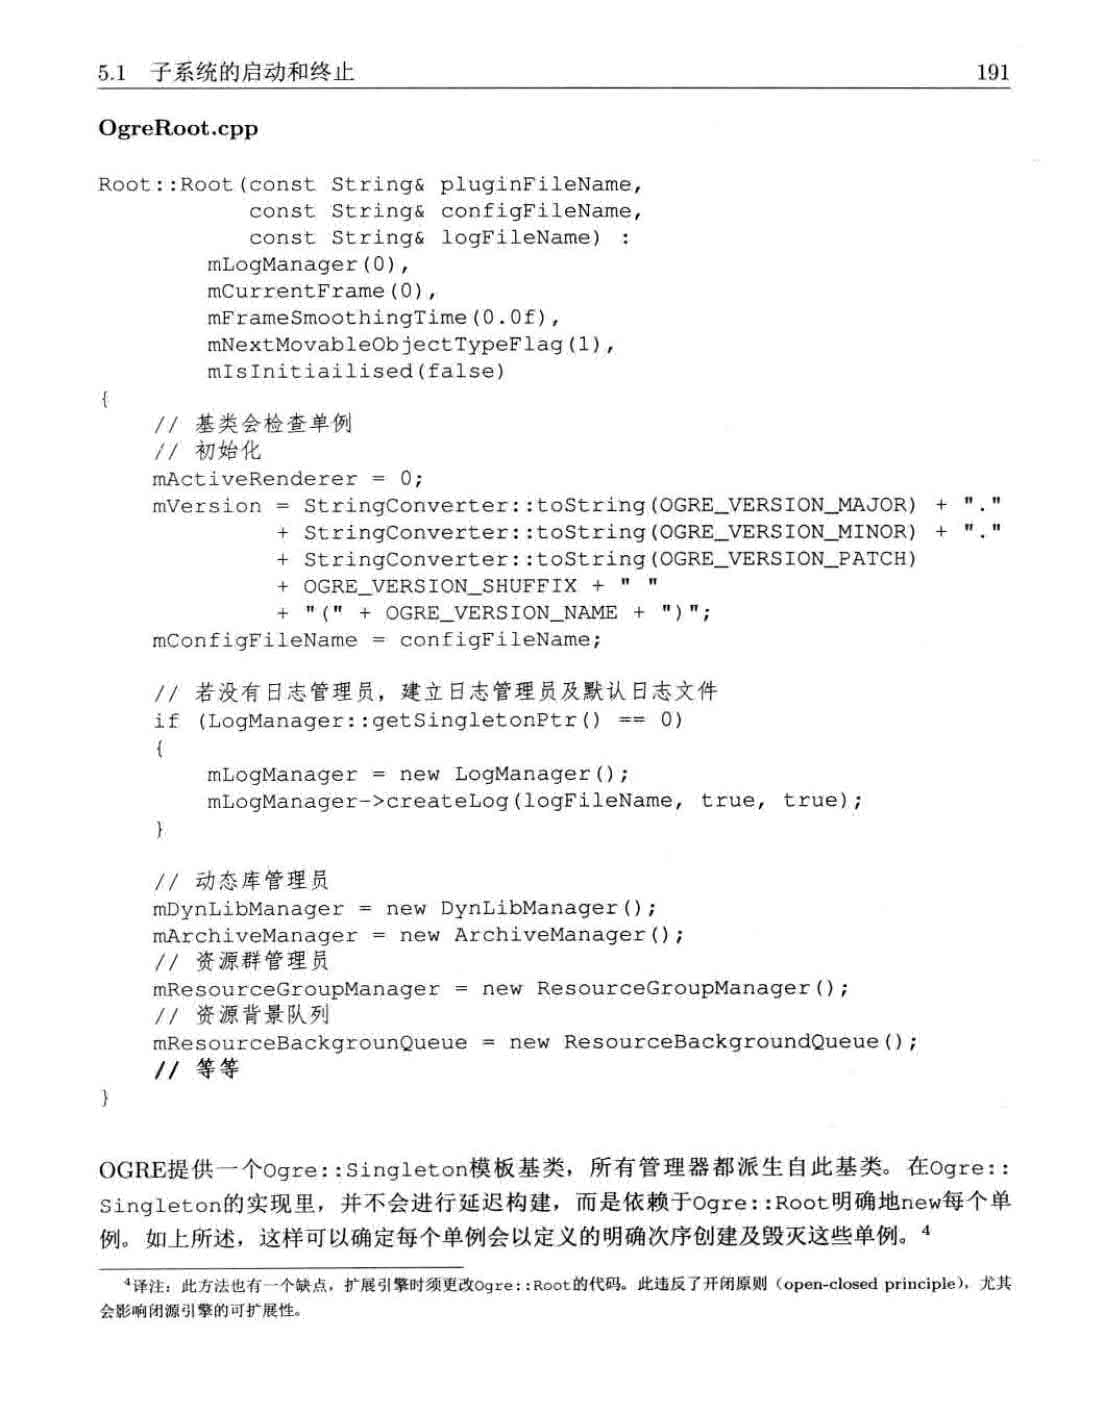 5.1 子系统的启动和终止 191
OgreRoot.cpp
Root::Root(const String& pluginFileName,
const String& configFileName,
const String& logFileName) :
mLogManager(0),
mCurrentFrame(0),
mFrameSmoothingTime(0.0f),
mNextMovableObjectTypeFlag(1),
mIsInitiailised(false)
{
// 基类会检查单例
// 初始化
mActiveRenderer = 0;
mVersion = StringConverter::toString(OGRE_VERSION_MAJOR) + "."
+ StringConverter::toString(OGRE_VERSION_MINOR) + "."
+ StringConverter::toString(OGRE_VERSION_PATCH)
+ OGRE_VERSION_SHUFFIX + " "
+ "(" + OGRE_VERSION_NAME + ")";
mConfigFileName = configFileName;
// 若没有日志管理员，建立日志管理员及默认日志文件
if (LogManager::getSingletonPtr() == 0)
{
mLogManager = new LogManager();
mLogManager->createLog(logFileName, true, true);
}
// 动态库管理员
mDynLibManager = new DynLibManager();
mArchiveManager = new ArchiveManager();
// 资源群管理员
mResourceGroupManager = new ResourceGroupManager();
// 资源背景队列
mResourceBackgrounQueue = new ResourceBackgroundQueue();
// 等等
}
OGRE提供一个Ogre::Singleton模板基类，所有管理器都派生自此基类。在Ogre::
Singleton的实现里，并不会进行延迟构建，而是依赖于Ogre::Root明确地new每个单
例。如上所述，这样可以确定每个单例会以定义的明确次序创建及毁灭这些单例。4
4译注：此方法也有一个缺点，扩展引擎时须更改Ogre::Root的代码。此违反了开闭原则（open-closed principle），尤其
会影响闭源引擎的可扩展性。